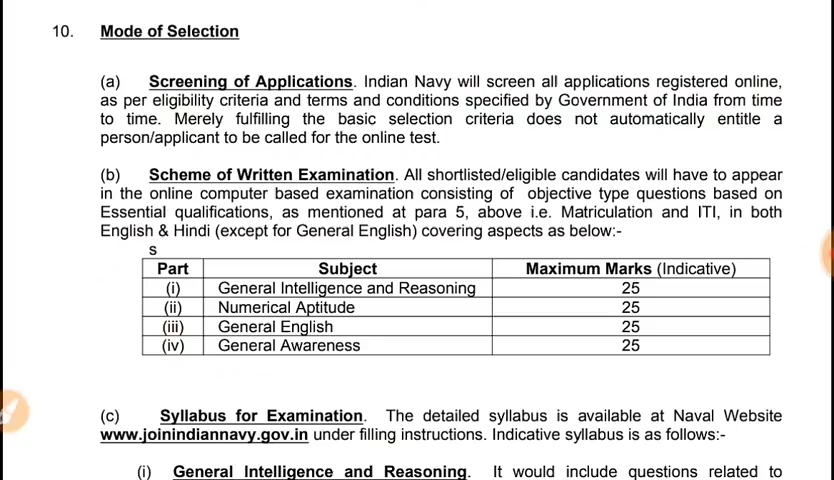 10. Mode of Selection
(a) Screening of Applications. Indian Navy will screen all applications registered online,
as per eligibility criteria and terms and conditions specified by Government of India from time
to time. Merely fulfilling the basic selection criteria does not automatically entitle a
person/applicant to be called for the online test.
(b) Scheme of Written Examination. All shortlisted/eligible candidates will have to appear
in the online computer based examination consisting of objective type questions based on
Essential qualifications, as mentioned at para 5, above i.e. Matriculation and ITI, in both
English & Hindi (except for General English) covering aspects as below:-
s
Part Subject Maximum Marks (Indicative)
(i) General Intelligence and Reasoning 25
(ii) Numerical Aptitude 25
(iii) General English 25
(iv) General Awareness 25
(c) Syllabus for Examination. The detailed syllabus is available at Naval Website
www.joinindiannavy.gov.in under filling instructions. Indicative syllabus is as follows:-
(i) General Intelligence and Reasoning. It would include questions related to